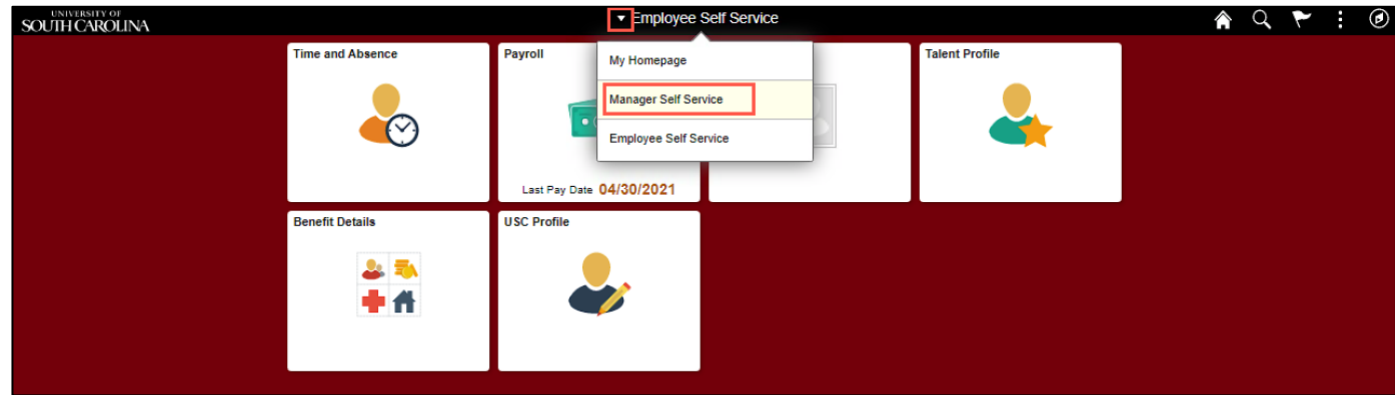 UNIVERSITY OF
SOUTH CAROLINA
Employee Self Service
Time and Absence
Payroll
My Homepage
Manager Self Service
Employee Self Service
Last Pay Date 04/30/2021
Talent Profile
Benefit Details
USC Profile